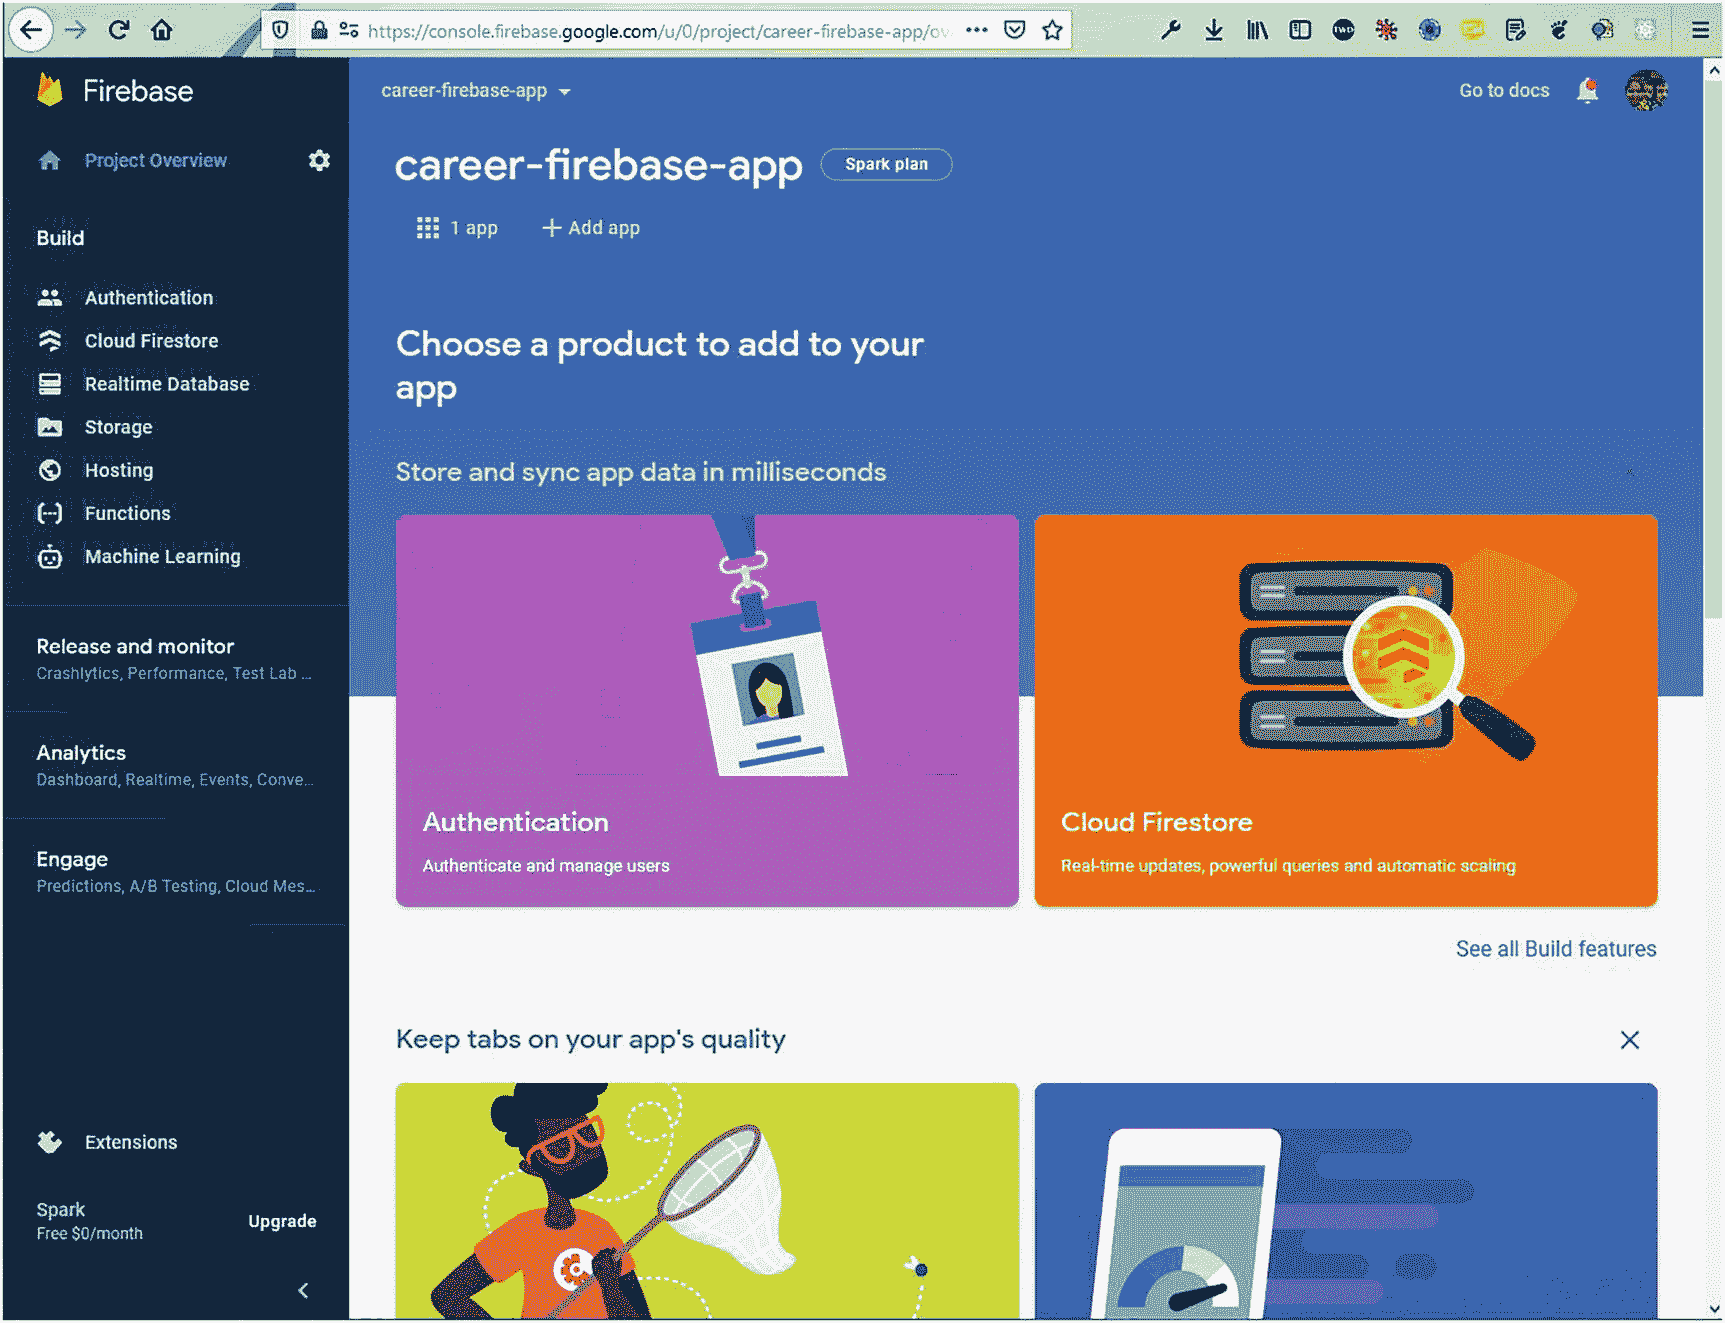 https://console.firebase.google.com/u/0/project/career-firebase-app/ov
Firebase
career-firebase-app
Go to docs
Project Overview
career-firebase-app
Spark plan
1 app
+ Add app
Build
Authentication
Cloud Firestore
Realtime Database
Storage
Hosting
Functions
Machine Learning
Release and monitor
Crashlytics, Performance, Test Lab ...
Analytics
Dashboard, Realtime, Events, Conve...
Engage
Predictions, A/B Testing, Cloud Mes...
Extensions
Spark
Free $0/month
Upgrade
Choose a product to add to your
app
Store and sync app data in milliseconds
Authentication
Authenticate and manage users
Cloud Firestore
Real-time updates, powerful queries and automatic scaling
See all Build features
Keep tabs on your app's quality